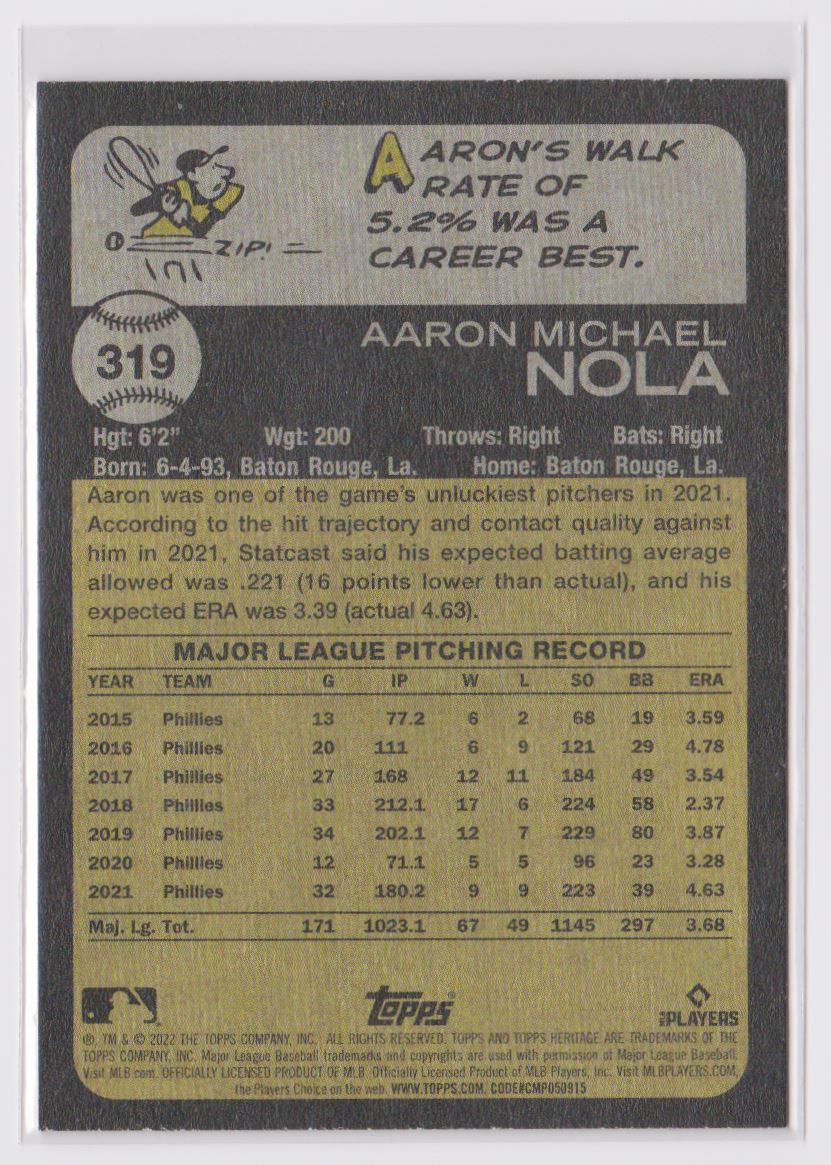 AARON'S WALK
RATE OF
5.2% WAS A
CAREER BEST.
ZIP!
319
AARON MICHAEL
NOLA
Hgt: 6'2" Wgt: 200 Throws: Right Bats: Right
Born: 6-4-93, Baton Rouge, La. Home: Baton Rouge, La.
Aaron was one of the game's unluckiest pitchers in 2021.
According to the hit trajectory and contact quality against
him in 2021, Statcast said his expected batting average
allowed was .221 (16 points lower than actual), and his
expected ERA was 3.39 (actual 4.63).
MAJOR LEAGUE PITCHING RECORD
YEAR TEAM G IP W L SO BB ERA
2015 Phillies 13 77.2 6 2 68 19 3.59
2016 Phillies 20 111 6 9 121 29 4.78
2017 Phillies 27 168 12 11 184 49 3.54
2018 Phillies 33 212.1 17 6 224 58 2.37
2019 Phillies 34 202.1 12 7 229 80 3.87
2020 Phillies 12 71.1 5 5 96 23 3.28
2021 Phillies 32 180.2 9 9 223 39 4.63
Maj. Lg. Tot. 171 1023.1 67 49 1145 297 3.68
Topps® MLB PLAYERS
®, TM & © 2022 THE TOPPS COMPANY, INC. ALL RIGHTS RESERVED. TOPPS AND TOPPS HERITAGE ARE TRADEMARKS OF THE
TOPPS COMPANY, INC. Major League Baseball trademarks and copyrights are used with permission of Major League Baseball.
Visit MLB.com. OFFICIALLY LICENSED PRODUCT OF MLB Officially Licensed Product of MLB Players, Inc. Visit MLBPLAYERS.COM,
the Players Choice on the web. WWW.TOPPS.COM. CODE#CMP050915